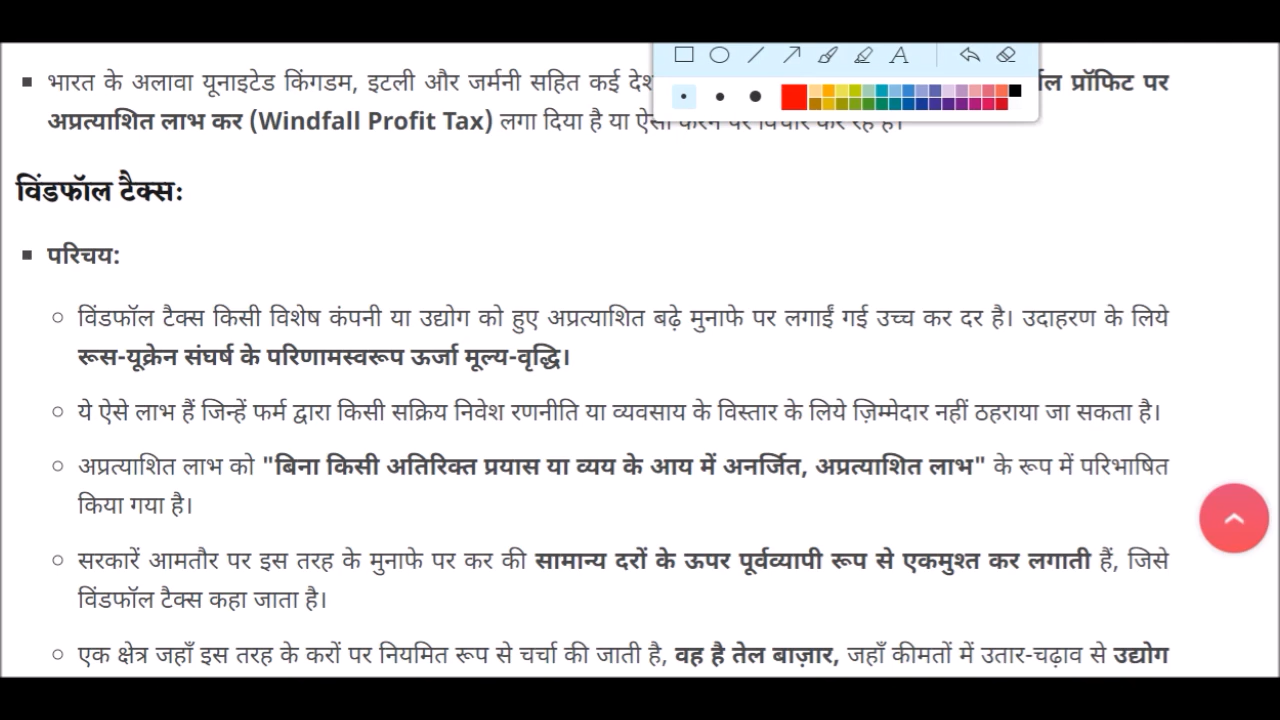 भारत के अलावा यूनाइटेड किंगडम, इटली और जर्मनी सहित कई प्रॉफिट पर
अप्रत्याशित लाभ कर (Windfall Profit Tax) लगा दिया है या
विंडफॉल टैक्सः
परिचय:
विंडफॉल टैक्स किसी विशेष कंपनी या उद्योग को हुए अप्रत्याशित बढ़े मुनाफे पर लगाईं गई उच्च कर दर है। उदाहरण के लिये
रूस-यूक्रेन संघर्ष के परिणामस्वरूप ऊर्जा मूल्य-वृद्धि।
ये ऐसे लाभ हैं जिन्हें फर्म द्वारा किसी सक्रिय निवेश रणनीति या व्यवसाय के विस्तार के लिये ज़िम्मेदार नहीं ठहराया जा सकता है।
अप्रत्याशित लाभ को "बिना किसी अतिरिक्त प्रयास या व्यय के आय में अनर्जित, अप्रत्याशित लाभ" के रूप में परिभाषित
किया गया है।
सरकारें आमतौर पर इस तरह के मुनाफे पर कर की सामान्य दरों के ऊपर पूर्वव्यापी रूप से एकमुश्त कर लगाती हैं, जिसे
विंडफॉल टैक्स कहा जाता है।
एक क्षेत्र जहाँ इस तरह के करों पर नियमित रूप से चर्चा की जाती है, वह है तेल बाज़ार, जहाँ कीमतों में उतार-चढ़ाव से उद्योग